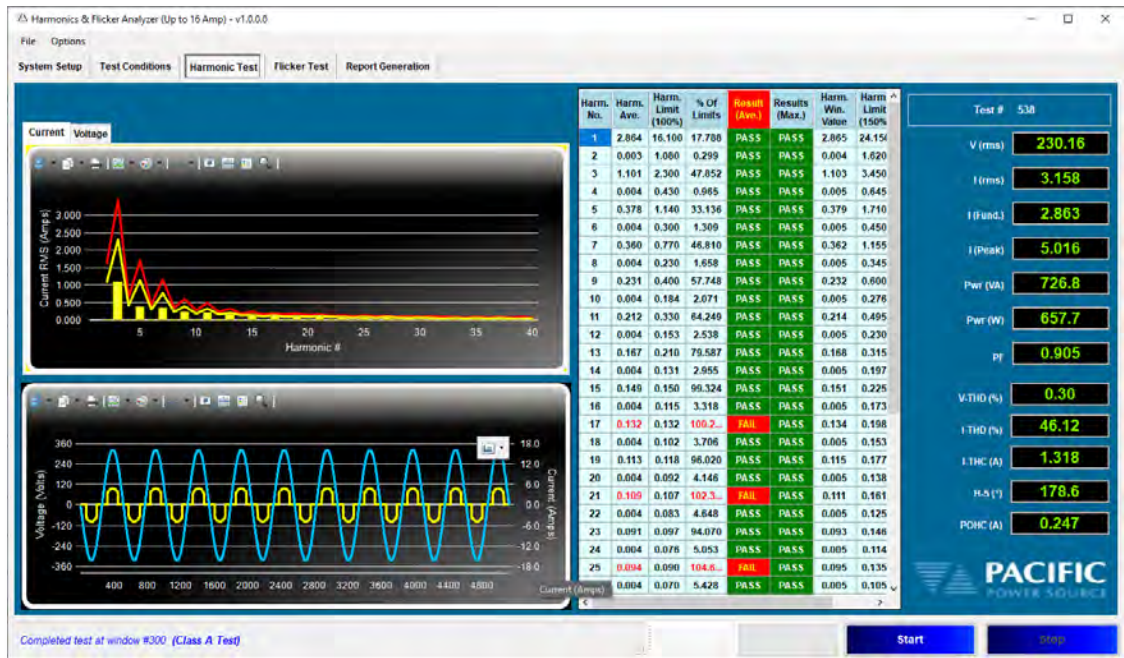 Harmonics & Flicker Analyzer (Up to 16 Amp) - v1.0.0.0
File Options
System Setup Test Conditions Harmonic Test Flicker Test Report Generation
Current Voltage
Current RMS (Amps)
3.000
2.500
2.000
1.500
1.000
0.500
0.000
5 10 15 20 25 30 35 40
Harmonic #
Voltage (Volts)
360
240
120
0
-120
-240
-360
18.0
12.0
6.0
0.0
-6.0
-12.0
-18.0
Current (Amps)
400 800 1200 1600 2000 2400 2800 3200 3600 4000 4400 4800
Current (Amps)
Harm. No. Harm. Ave. Harm. Limit (100%) % Of Limits Result (Ave.) Results (Max.) Harm. Win. Value Harm Limit (150%
1 2.864 16.100 17.788 PASS PASS 2.865 24.15
2 0.003 1.080 0.299 PASS PASS 0.004 1.620
3 1.101 2.300 47.852 PASS PASS 1.103 3.450
4 0.004 0.430 0.965 PASS PASS 0.005 0.645
5 0.378 1.140 33.136 PASS PASS 0.379 1.710
6 0.004 0.300 1.309 PASS PASS 0.005 0.450
7 0.360 0.770 46.810 PASS PASS 0.362 1.155
8 0.004 0.230 1.658 PASS PASS 0.005 0.345
9 0.231 0.400 57.748 PASS PASS 0.232 0.600
10 0.004 0.184 2.071 PASS PASS 0.005 0.276
11 0.212 0.330 64.249 PASS PASS 0.214 0.495
12 0.004 0.153 2.538 PASS PASS 0.005 0.230
13 0.167 0.210 79.587 PASS PASS 0.168 0.315
14 0.004 0.131 2.955 PASS PASS 0.005 0.197
15 0.149 0.150 99.324 PASS PASS 0.151 0.225
16 0.004 0.115 3.318 PASS PASS 0.005 0.173
17 0.132 0.132 100.2... FAIL PASS 0.134 0.198
18 0.004 0.102 3.706 PASS PASS 0.005 0.153
19 0.113 0.118 96.020 PASS PASS 0.115 0.177
20 0.004 0.092 4.146 PASS PASS 0.005 0.138
21 0.109 0.107 102.3... FAIL PASS 0.111 0.161
22 0.004 0.083 4.648 PASS PASS 0.005 0.125
23 0.091 0.097 94.070 PASS PASS 0.093 0.146
24 0.004 0.076 5.053 PASS PASS 0.005 0.114
25 0.094 0.090 104.6... FAIL PASS 0.095 0.135
0.004 0.070 5.428 PASS PASS 0.005 0.105
Test # 538
V (rms) 230.16
I (rms) 3.158
I (Fund.) 2.863
I (Peak) 5.016
Pwr (VA) 726.8
Pwr (W) 657.7
Pf 0.905
V-THD (%) 0.30
I-THD (%) 46.12
I-THC (A) 1.318
H-5 (°) 178.6
POHC (A) 0.247
PACIFIC
POWER SOURCE
Completed test at window #300 (Class A Test)
Start Stop